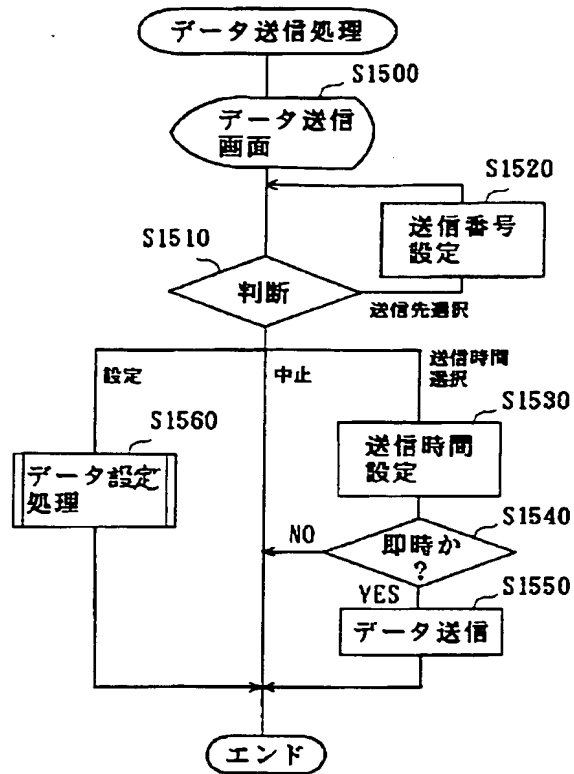 データ送信処理
S1500
データ送信
画面
S1520
送信番号
設定
S1510
判断
送信先選択
設定
中止
送信時間
選択
S1560
データ設定
処理
S1530
送信時間
設定
S1540
即時か
?
NO
YES
S1550
データ送信
エンド